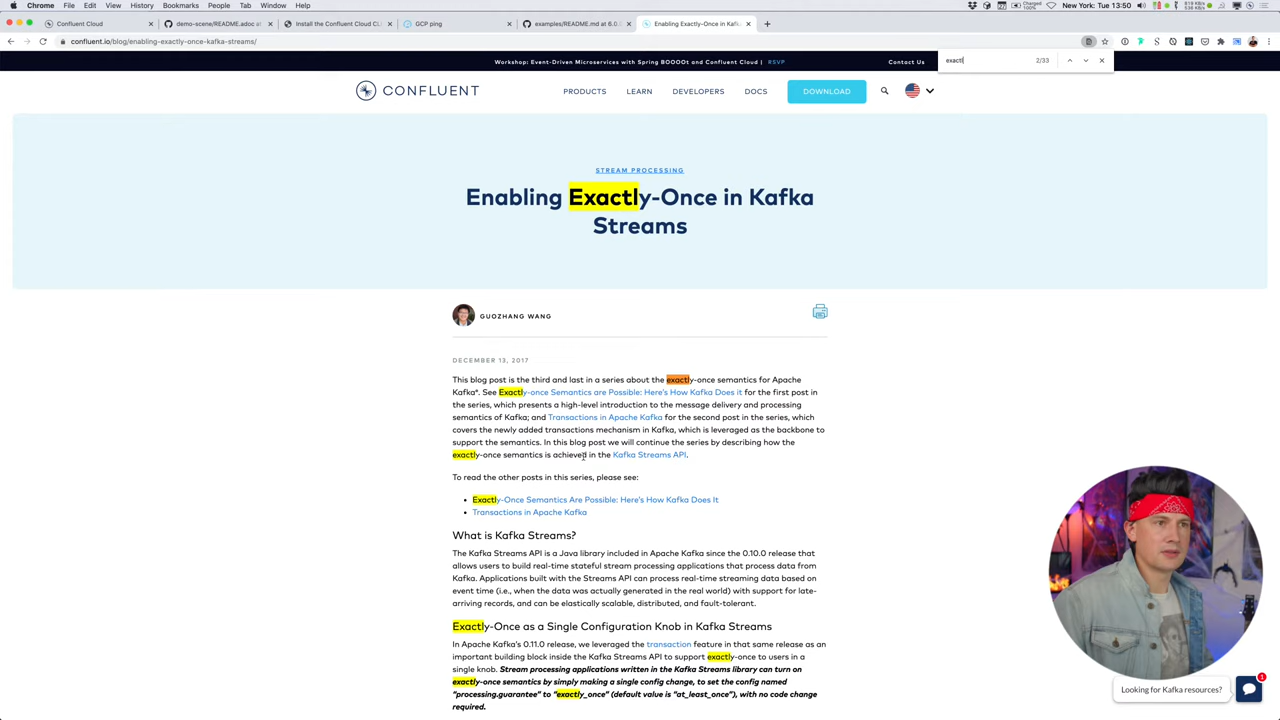 Chrome File Edit View History Bookmarks People Tab Window Help
Charged 100%
New York: Tue 13:50
Confluent Cloud
demo-scene/README.adoc at
Install the Confluent Cloud CL
GCP ping
examples/README.md at 6.0.
Enabling Exactly-Once in Kafk
confluent.io/blog/enabling-exactly-once-kafka-streams/
exactl 2/33
Workshop: Event-Driven Microservices with Spring BOOOOt and Confluent Cloud | RSVP
Contact Us
CONFLUENT
PRODUCTS LEARN DEVELOPERS DOCS DOWNLOAD
STREAM PROCESSING
Enabling Exactly-Once in Kafka
Streams
GUOZHANG WANG
DECEMBER 13, 2017
This blog post is the third and last in a series about the exactly-once semantics for Apache
Kafka®. See Exactly-once Semantics are Possible: Here's How Kafka Does it for the first post in
the series, which presents a high-level introduction to the message delivery and processing
semantics of Kafka; and Transactions in Apache Kafka for the second post in the series, which
covers the newly added transactions mechanism in Kafka, which is leveraged as the backbone to
support the semantics. In this blog post we will continue the series by describing how the
exactly-once semantics is achieved in the Kafka Streams API.
To read the other posts in this series, please see:
• Exactly-Once Semantics Are Possible: Here's How Kafka Does It
• Transactions in Apache Kafka
What is Kafka Streams?
The Kafka Streams API is a Java library included in Apache Kafka since the 0.10.0 release that
allows users to build real-time stateful stream processing applications that process data from
Kafka. Applications built with the Streams API can process real-time streaming data based on
event time (i.e., when the data was actually generated in the real world) with support for late-
arriving records, and can be elastically scalable, distributed, and fault-tolerant.
Exactly-Once as a Single Configuration Knob in Kafka Streams
In Apache Kafka's 0.11.0 release, we leveraged the transaction feature in that same release as an
important building block inside the Kafka Streams API to support exactly-once to users in a
single knob. Stream processing applications written in the Kafka Streams library can turn on
exactly-once semantics by simply making a single config change, to set the config named
“processing.guarantee” to “exactly_once” (default value is “at_least_once”), with no code change
required.
Looking for Kafka resources?
1